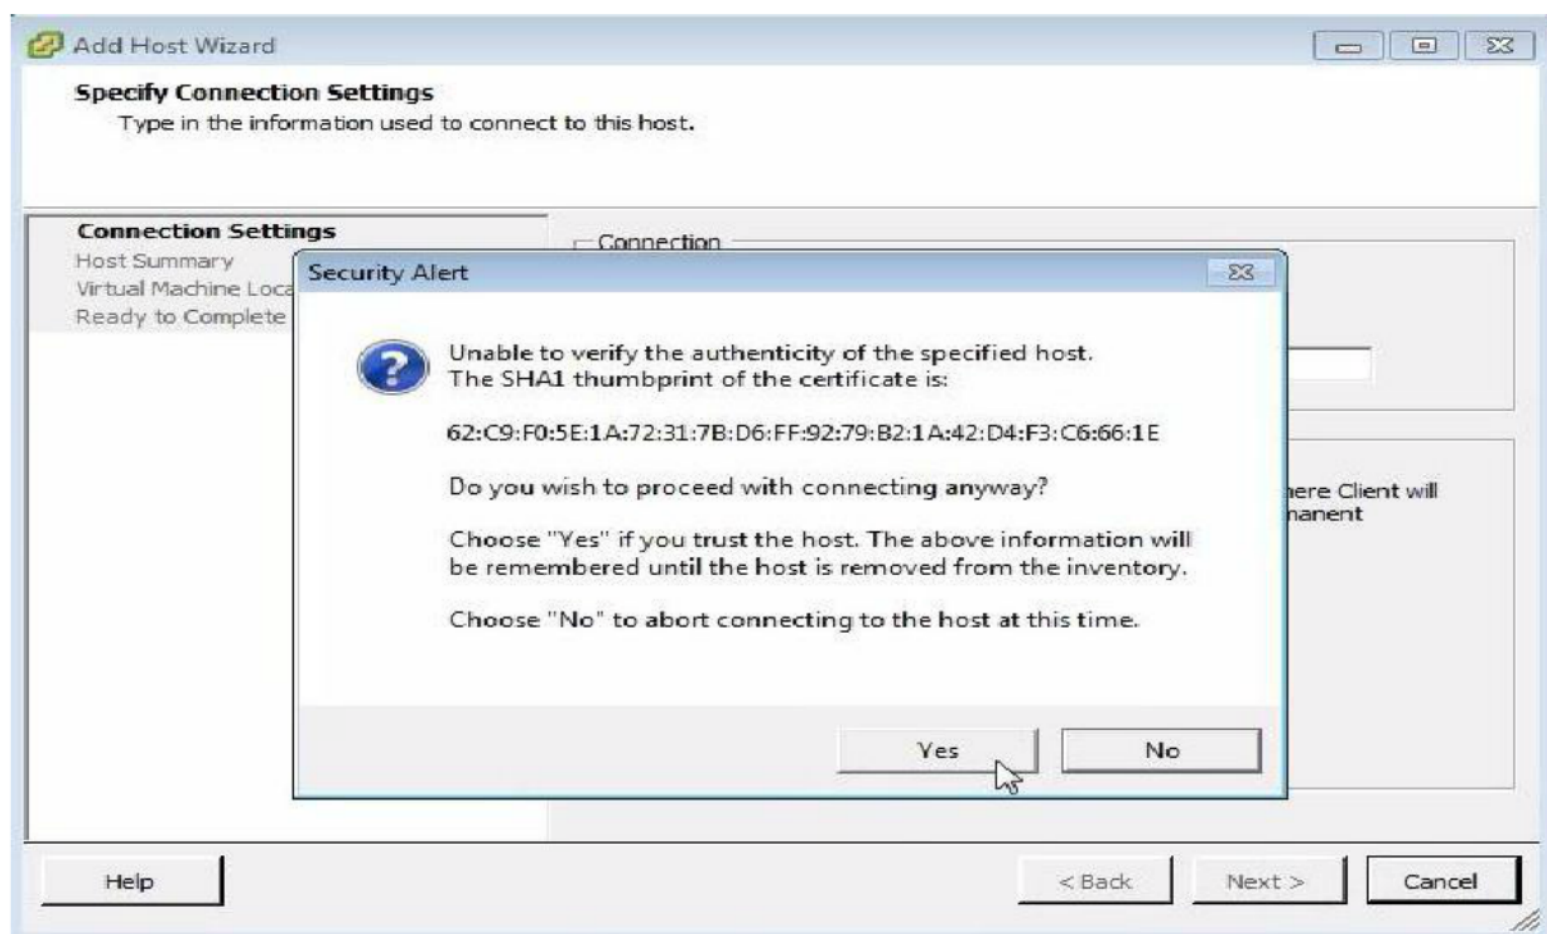 Add Host Wizard
Specify Connection Settings
Type in the information used to connect to this host.
Connection Settings
Host Summary
Virtual Machine Loca
Ready to Complete
Connection
Security Alert
Unable to verify the authenticity of the specified host.
The SHA1 thumbprint of the certificate is:
62:C9:F0:5E:1A:72:31:7B:D6:FF:92:79:B2:1A:42:D4:F3:C6:66:1E
Do you wish to proceed with connecting anyway?
Choose "Yes" if you trust the host. The above information will
be remembered until the host is removed from the inventory.
Choose "No" to abort connecting to the host at this time.
Yes
No
here Client will
manent
Help
< Back
Next >
Cancel